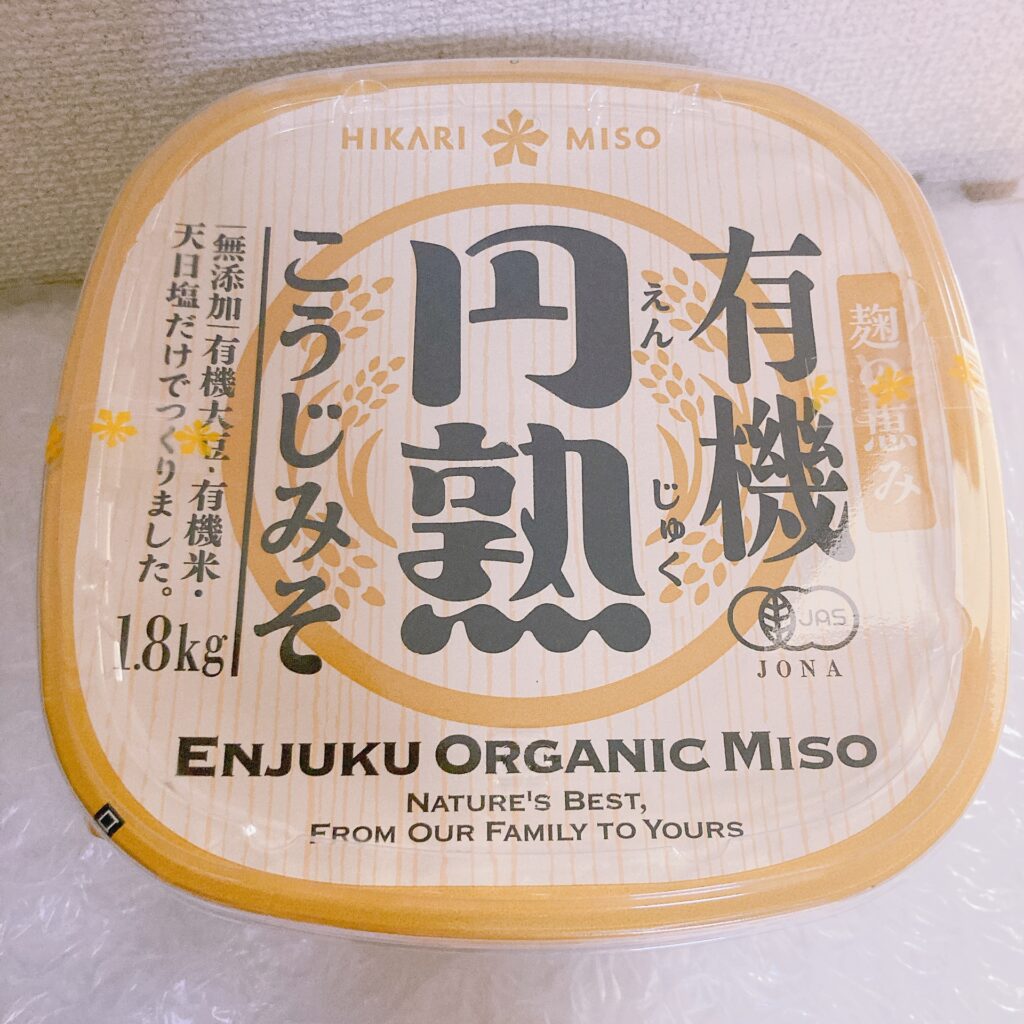 HIKARI MISO
麹の恵み
有機
円熟
えんじゅく
こうじみそ
無添加 有機大豆・有機米・
天日塩だけでつくりました。
1.8kg
JAS
JONA
ENJUKU ORGANIC MISO
NATURE'S BEST,
FROM OUR FAMILY TO YOURS